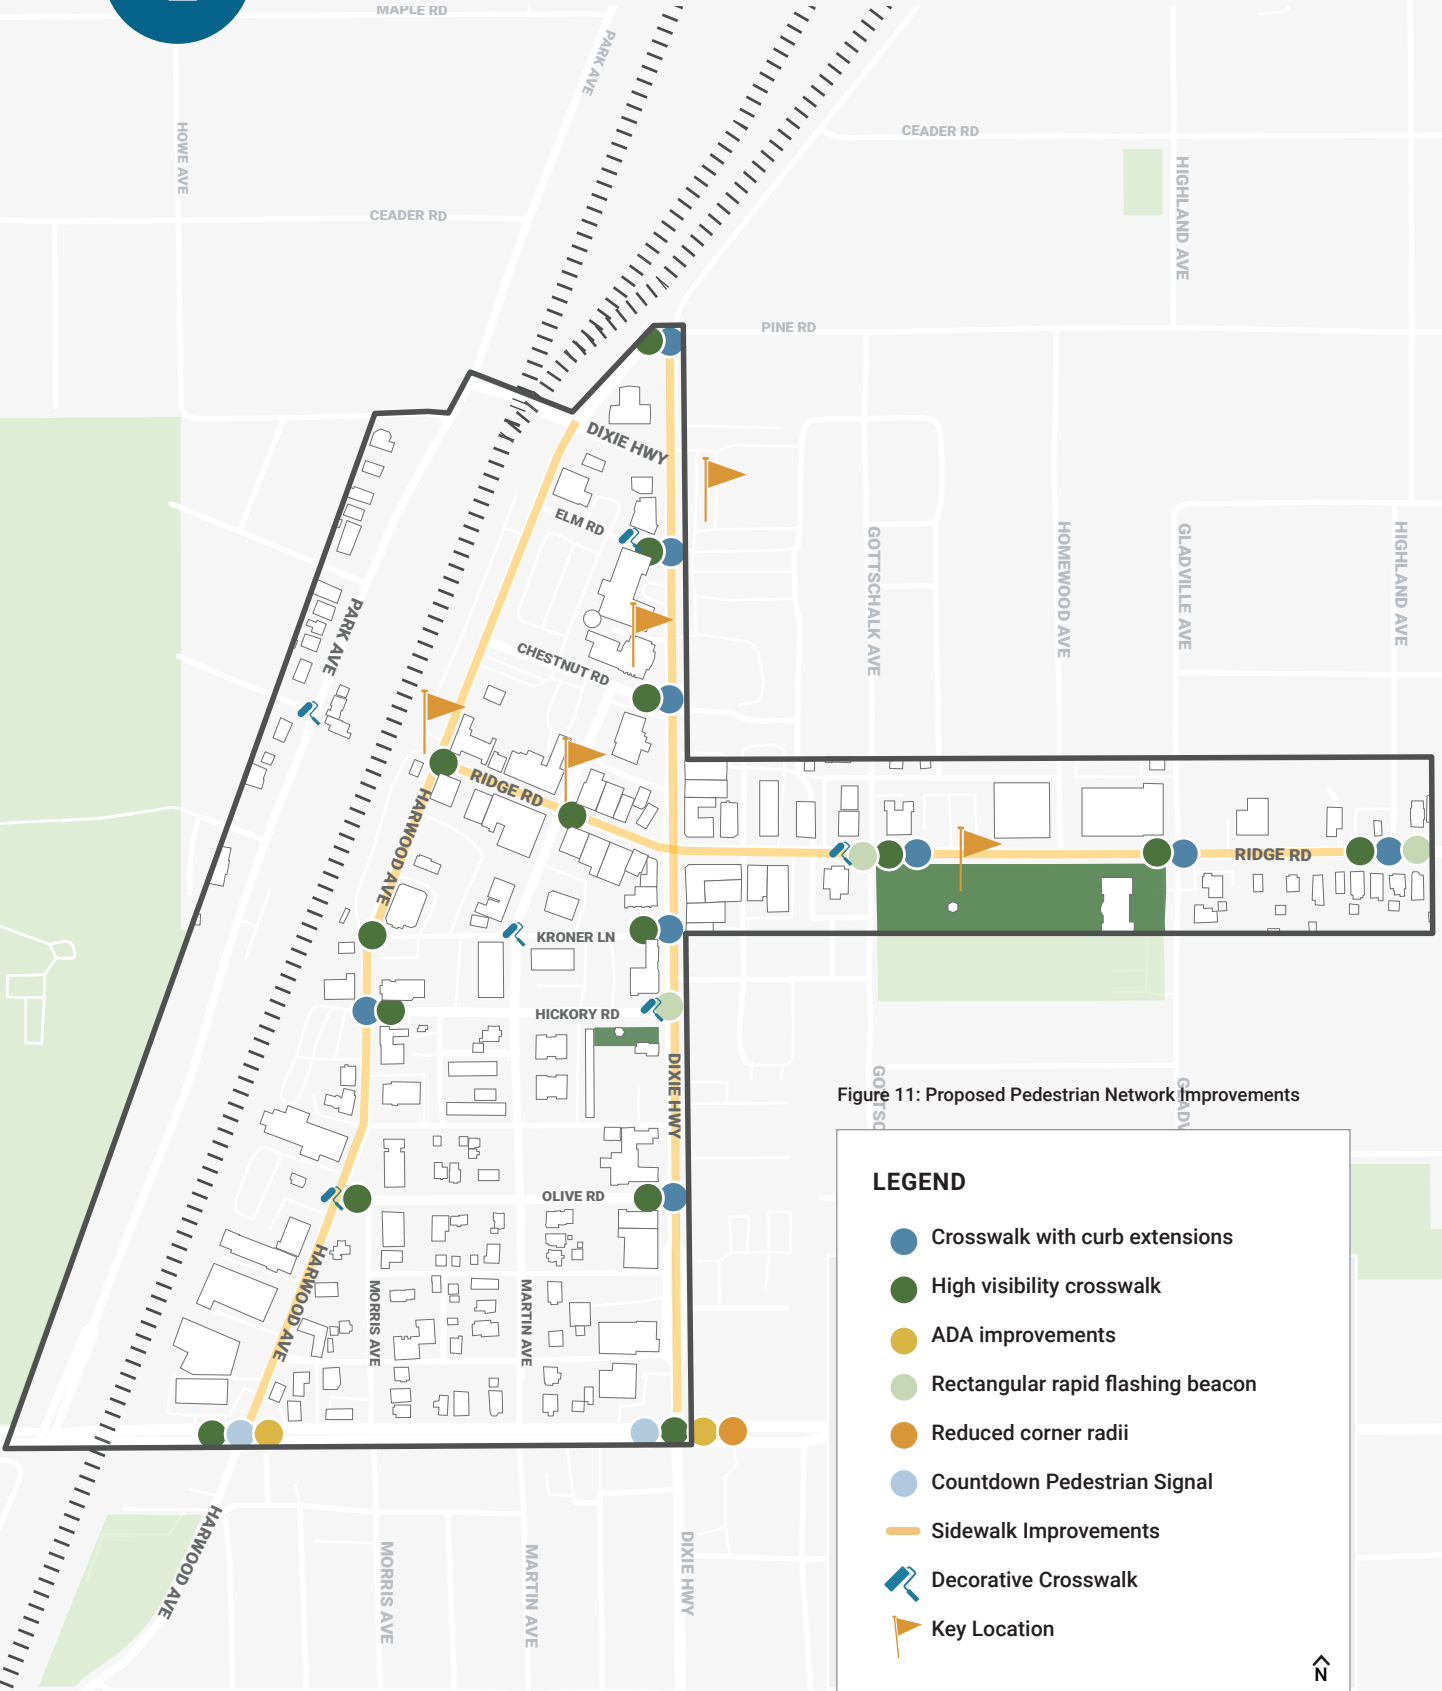 MAPLE RD
PARK AVE
HOWE AVE
CEADER RD
HIGHLAND AVE
CEADER RD
PINE RD
DIXIE HWY
ELM RD
GOTTSCHALK AVE
HOMEWOOD AVE
GLADVILLE AVE
HIGHLAND AVE
PARK AVE
CHESTNUT RD
RIDGE RD
HARWOOD AVE
RIDGE RD
KRONER LN
HICKORY RD
DIXIE HWY
GOTTSC
GLADV
Figure 11: Proposed Pedestrian Network Improvements
LEGEND
Crosswalk with curb extensions
High visibility crosswalk
ADA improvements
Rectangular rapid flashing beacon
Reduced corner radii
Countdown Pedestrian Signal
Sidewalk Improvements
Decorative Crosswalk
Key Location
N
OLIVE RD
HARWOOD AVE
MORRIS AVE
MARTIN AVE
HARWOOD AVE
MORRIS AVE
MARTIN AVE
DIXIE HWY